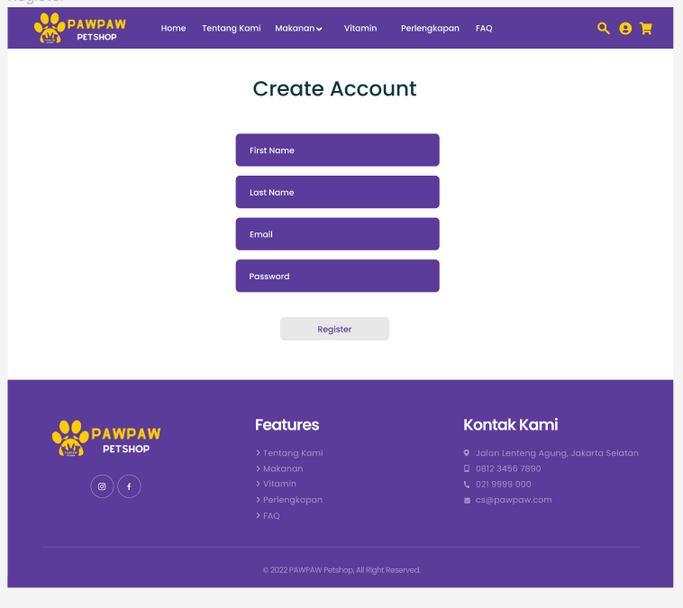 Register
PAWPAW
PETSHOP
Home Tentang Kami Makanan Vitamin Perlengkapan FAQ
Create Account
First Name
Last Name
Email
Password
Register
PAWPAW
PETSHOP
Features
Tentang Kami
Makanan
Vitamin
Perlengkapan
FAQ
Kontak Kami
Jalan Lenteng Agung, Jakarta Selatan
0812 3456 7890
021 9999 000
cs@pawpaw.com
© 2022 PAWPAW Petshop, All Right Reserved.